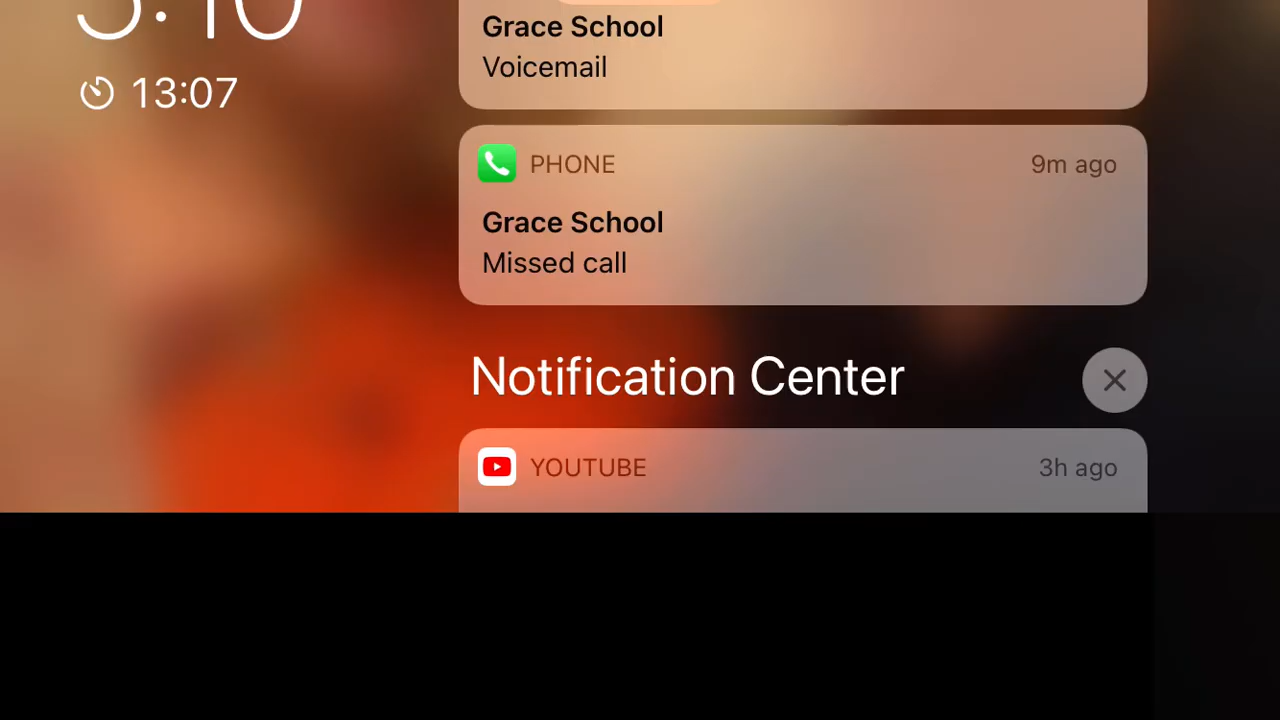 Grace School
Voicemail
13:07
PHONE
9m ago
Grace School
Missed call
Notification Center
YOUTUBE
3h ago